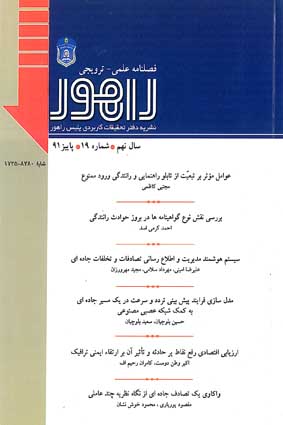 فصلنامه علمی - ترویجی
راهور
نشریه دفتر تحقیقات کاربردی پلیس راهور
سال نهم • شماره ۱۹ • پاییز ۹۱
شاپا: ۸۲۸۰-۱۷۳۵
عوامل مؤثر بر تبعیّت از تابلو راهنمایی و رانندگی ورود ممنوع
مجتبی کاظمی
بررسی نقش نوع گواهینامه ها در بروز حوادث رانندگی
احمد کرمی اسد
سیستم هوشمند مدیریت و اطلاع رسانی تصادفات و تخلفات جاده ای
علیرضا امینی، مهرداد سلامی، مجید مهرورزان
مدل سازی فرایند پیش بینی تردد و سرعت در یک مسیر جاده ای
به کمک شبکه عصبی مصنوعی
حسین بلوچیان، سعید بلوچیان
ارزیابی اقتصادی رفع نقاط پر حادثه و تأثیر آن بر ارتقاء ایمنی ترافیک
اکبر وطن دوست، کامران رحیم اف
واکاوی یک تصادف جاده ای از نگاه نظریه چند عاملی
مقصود پوریاری، محمود خوش نشان